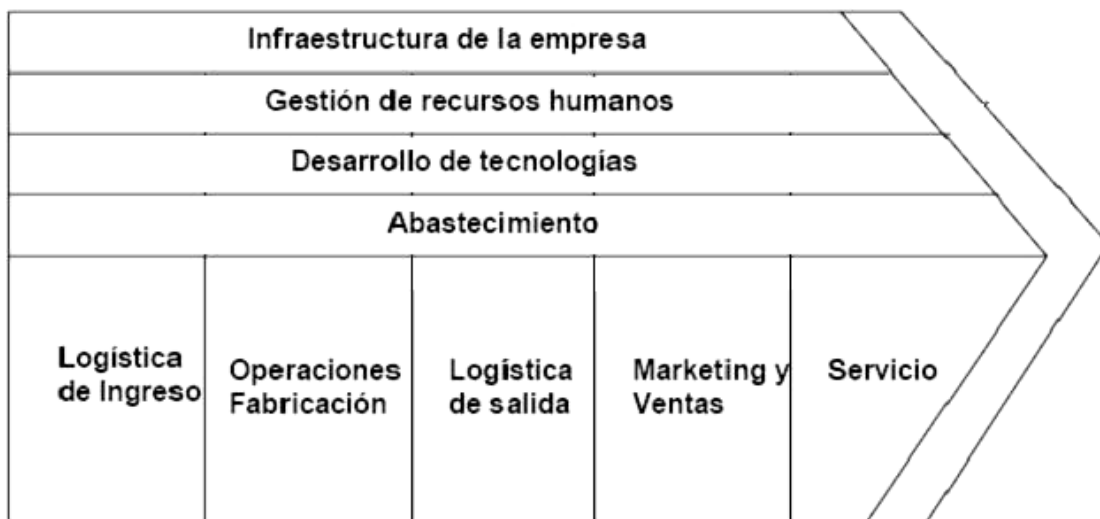 Infraestructura de la empresa
Gestión de recursos humanos
Desarrollo de tecnologías
Abastecimiento
Logística
de Ingreso
Operaciones
Fabricación
Logística
de salida
Marketing y
Ventas
Servicio